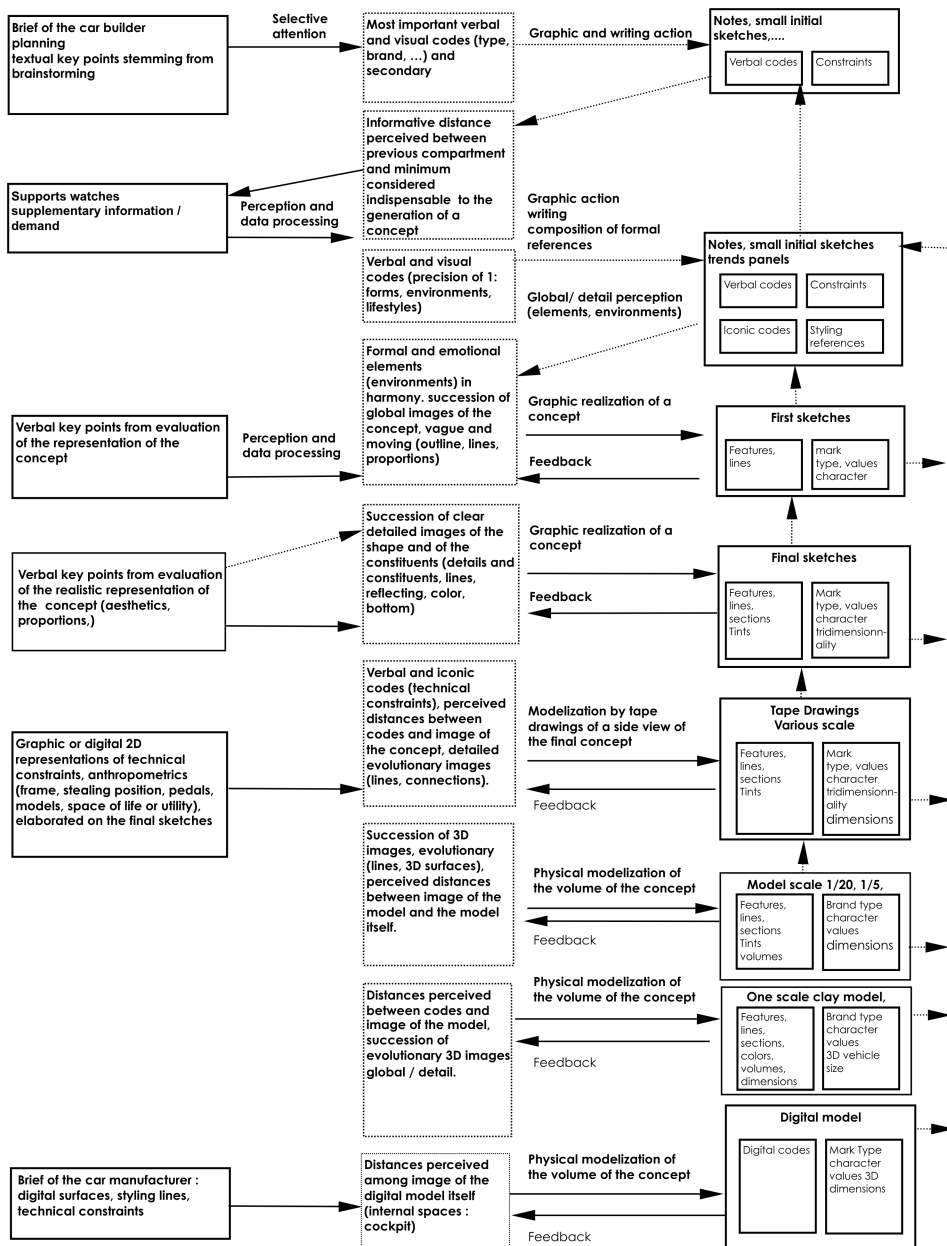 Brief of the car builder
planning
textual key points stemming from
brainstorming
Selective
attention
Most important verbal
and visual codes (type,
brand, ...) and
secondary
Graphic and writing action
Notes, small initial
sketches,....
Verbal codes
Constraints
Informative distance
perceived between
previous compartment
and minimum
considered
indispensable to the
generation of a
concept
Supports watches
supplementary information /
demand
Perception and
data processing
Graphic action
writing
composition of formal
references
Verbal and visual
codes (precision of 1:
forms, environments,
lifestyles)
Notes, small initial sketches
trends panels
Verbal codes
Constraints
Iconic codes
Styling
references
Global/ detail perception
(elements, environments)
Formal and emotional
elements
(environments) in
harmony. succession of
global images of the
concept, vague and
moving (outline, lines,
proportions)
Verbal key points from evaluation
of the representation of the
concept
Perception and
data processing
Graphic realization of a
concept
Feedback
First sketches
Features,
lines
mark
type, values
character
Succession of clear
detailed images of the
shape and of the
constituents (details and
constituents, lines,
reflecting, color,
bottom)
Verbal key points from evaluation
of the realistic representation of
the concept (aesthetics,
proportions,)
Graphic realization of a
concept
Feedback
Final sketches
Features,
lines,
sections
Tints
Mark
type, values
character
tridimensionn-
ality
Verbal and iconic
codes (technical
constraints), perceived
distances between
codes and image of
the concept, detailed
evolutionary images
(lines, connections).
Graphic or digital 2D
representations of technical
constraints, anthropometrics
(frame, stealing position, pedals,
models, space of life or utility),
elaborated on the final sketches
Modelization by tape
drawings of a side view of
the final concept
Feedback
Tape Drawings
Various scale
Features,
lines,
sections
Tints
Mark
type, values
character
tridimensionn-
ality
dimensions
Succession of 3D
images, evolutionary
(lines, 3D surfaces),
perceived distances
between image of the
model and the model
itself.
Physical modelization of
the volume of the concept
Feedback
Model scale 1/20, 1/5,
Features,
lines,
sections
Tints
volumes
Brand type
character
values
dimensions
Distances perceived
between codes and
image of the model,
succession of
evolutionary 3D images
global / detail.
Physical modelization of
the volume of the concept
Feedback
One scale clay model,
Features,
lines,
sections,
colors,
volumes,
dimensions
Brand type
character
values
3D vehicle
size
Brief of the car manufacturer :
digital surfaces, styling lines,
technical constraints
Distances perceived
among image of the
digital model itself
(internal spaces :
cockpit)
Physical modelization of
the volume of the concept
Feedback
Digital model
Digital codes
Mark Type
character
values 3D
dimensions